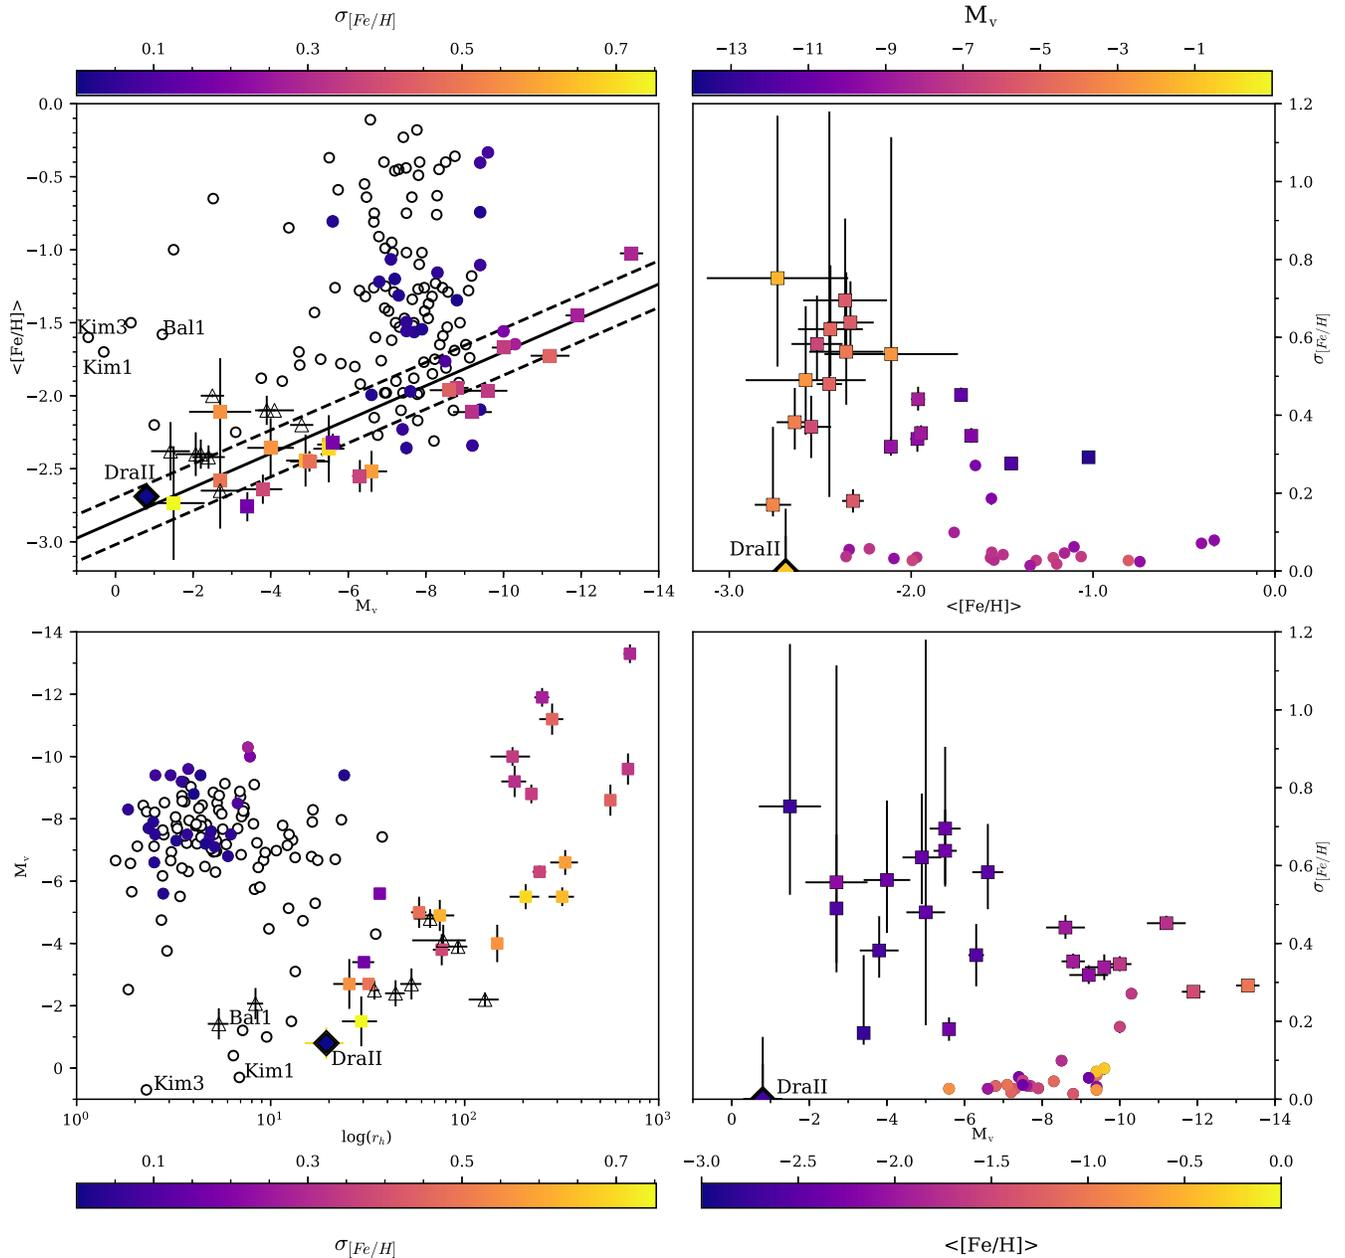 σ[Fe/H]
0.1 0.3 0.5 0.7
Mv
−13 −11 −9 −7 −5 −3 −1
0.0
−0.5
−1.0
−1.5
−2.0
−2.5
−3.0
<[Fe/H]>
Kim3
Bal1
Kim1
DraII
0 −2 −4 −6 −8 −10 −12 −14
Mv
1.2
1.0
0.8
0.6
0.4
0.2
0.0
σ[Fe/H]
DraII
-3.0 -2.0 -1.0 0.0
<[Fe/H]>
−14
−12
−10
−8
−6
−4
−2
0
Mv
Bal1
DraII
Kim1
Kim3
10⁰ 10¹ 10² 10³
log(rh)
0.1 0.3 0.5 0.7
σ[Fe/H]
1.2
1.0
0.8
0.6
0.4
0.2
0.0
σ[Fe/H]
DraII
0 −2 −4 −6 −8 −10 −12 −14
Mv
−3.0 −2.5 −2.0 −1.5 −1.0 −0.5 0.0
<[Fe/H]>